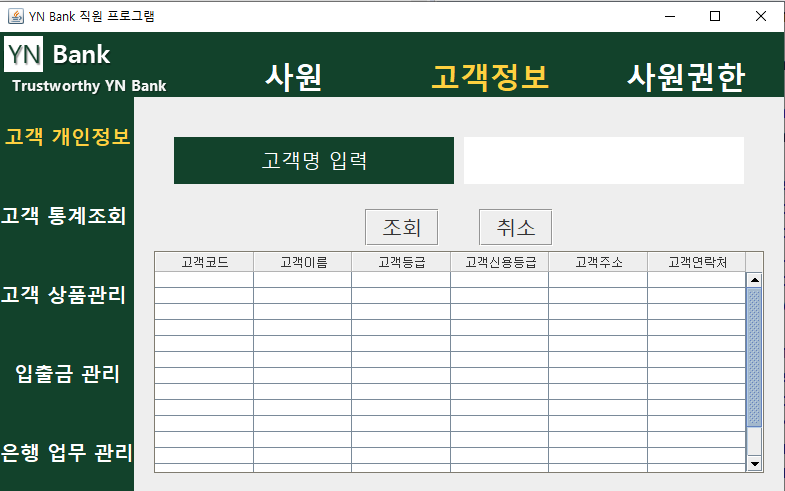 YN Bank 직원 프로그램
YN Bank
Trustworthy YN Bank
사원 고객정보 사원권한
고객 개인정보
고객 통계조회
고객 상품관리
입출금 관리
은행 업무 관리
고객명 입력
조회 취소
고객코드 고객이름 고객등급 고객신용등급 고객주소 고객연락처